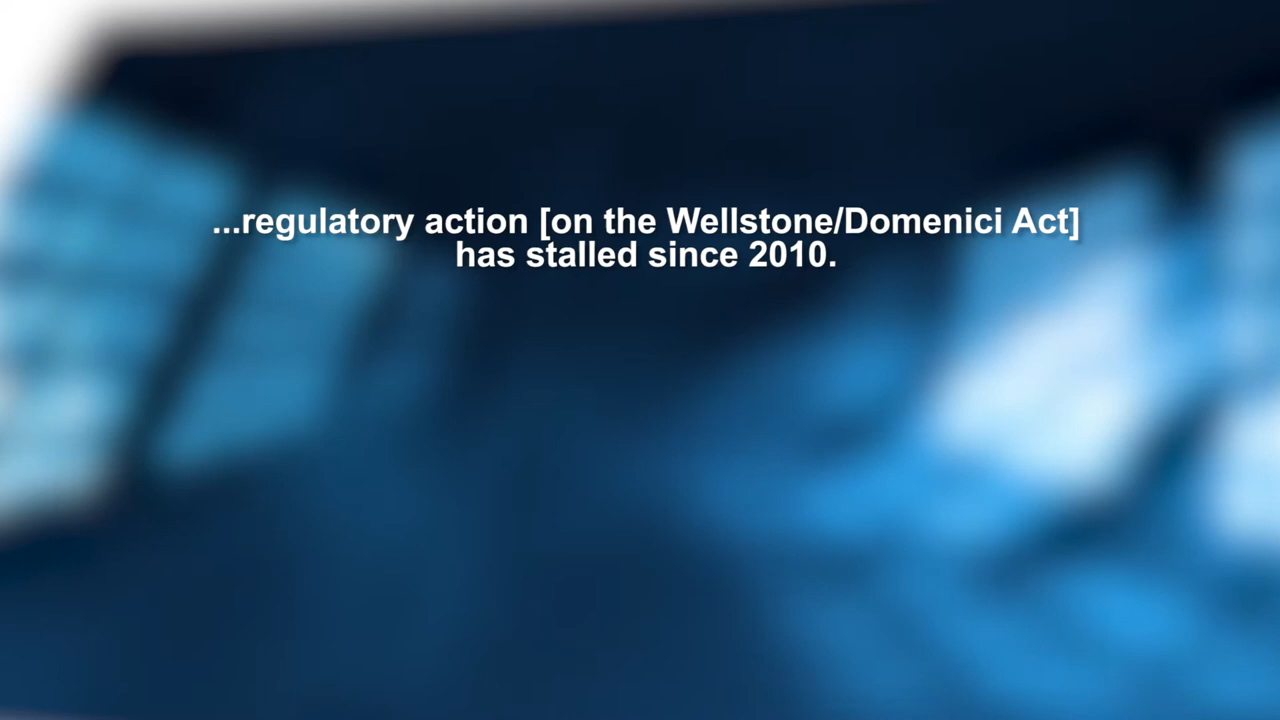 ...regulatory action [on the Wellstone/Domenici Act]
has stalled since 2010.